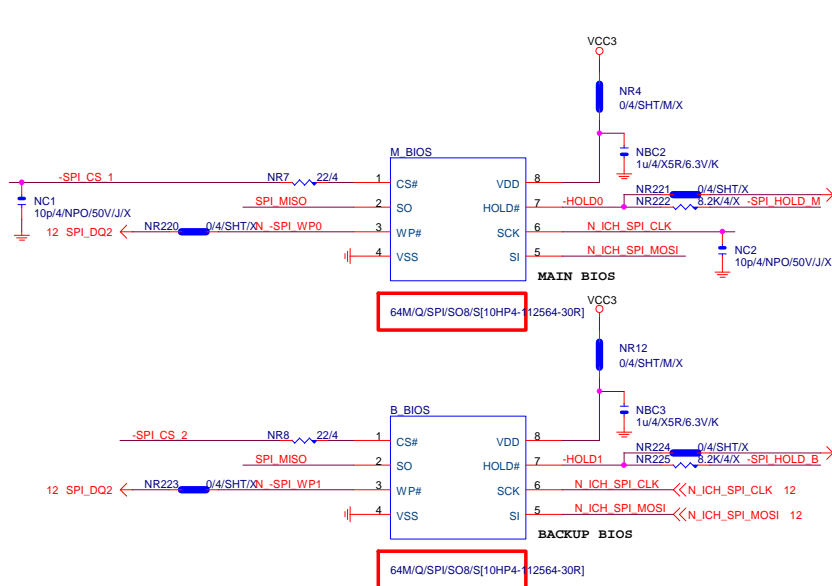 VCC3
NR4
0/4/SHT/M/X
NBC2
1u/4/X5R/6.3V/K
M_BIOS
-SPI_CS_1 NR7 22/4 1 CS# VDD 8
NR221 0/4/SHT/X
NC1
10p/4/NPO/50V/J/X
SPI_MISO 2 SO HOLD# 7 -HOLD0 NR222 8.2K/4/X -SPI_HOLD_M
12 SPI_DQ2 NR220 0/4/SHT/X N_-SPI_WP0 3 WP# SCK 6 N_ICH_SPI_CLK
4 VSS SI 5 N_ICH_SPI_MOSI
NC2
10p/4/NPO/50V/J/X
MAIN BIOS
64M/Q/SPI/SO8/S[10HP4-112564-30R]
VCC3
NR12
0/4/SHT/M/X
NBC3
1u/4/X5R/6.3V/K
B_BIOS
-SPI_CS_2 NR8 22/4 1 CS# VDD 8
NR224 0/4/SHT/X
SPI_MISO 2 SO HOLD# 7 -HOLD1 NR225 8.2K/4/X -SPI_HOLD_B
12 SPI_DQ2 NR223 0/4/SHT/X N_-SPI_WP1 3 WP# SCK 6 N_ICH_SPI_CLK N_ICH_SPI_CLK 12
4 VSS SI 5 N_ICH_SPI_MOSI N_ICH_SPI_MOSI 12
BACKUP BIOS
64M/Q/SPI/SO8/S[10HP4-112564-30R]